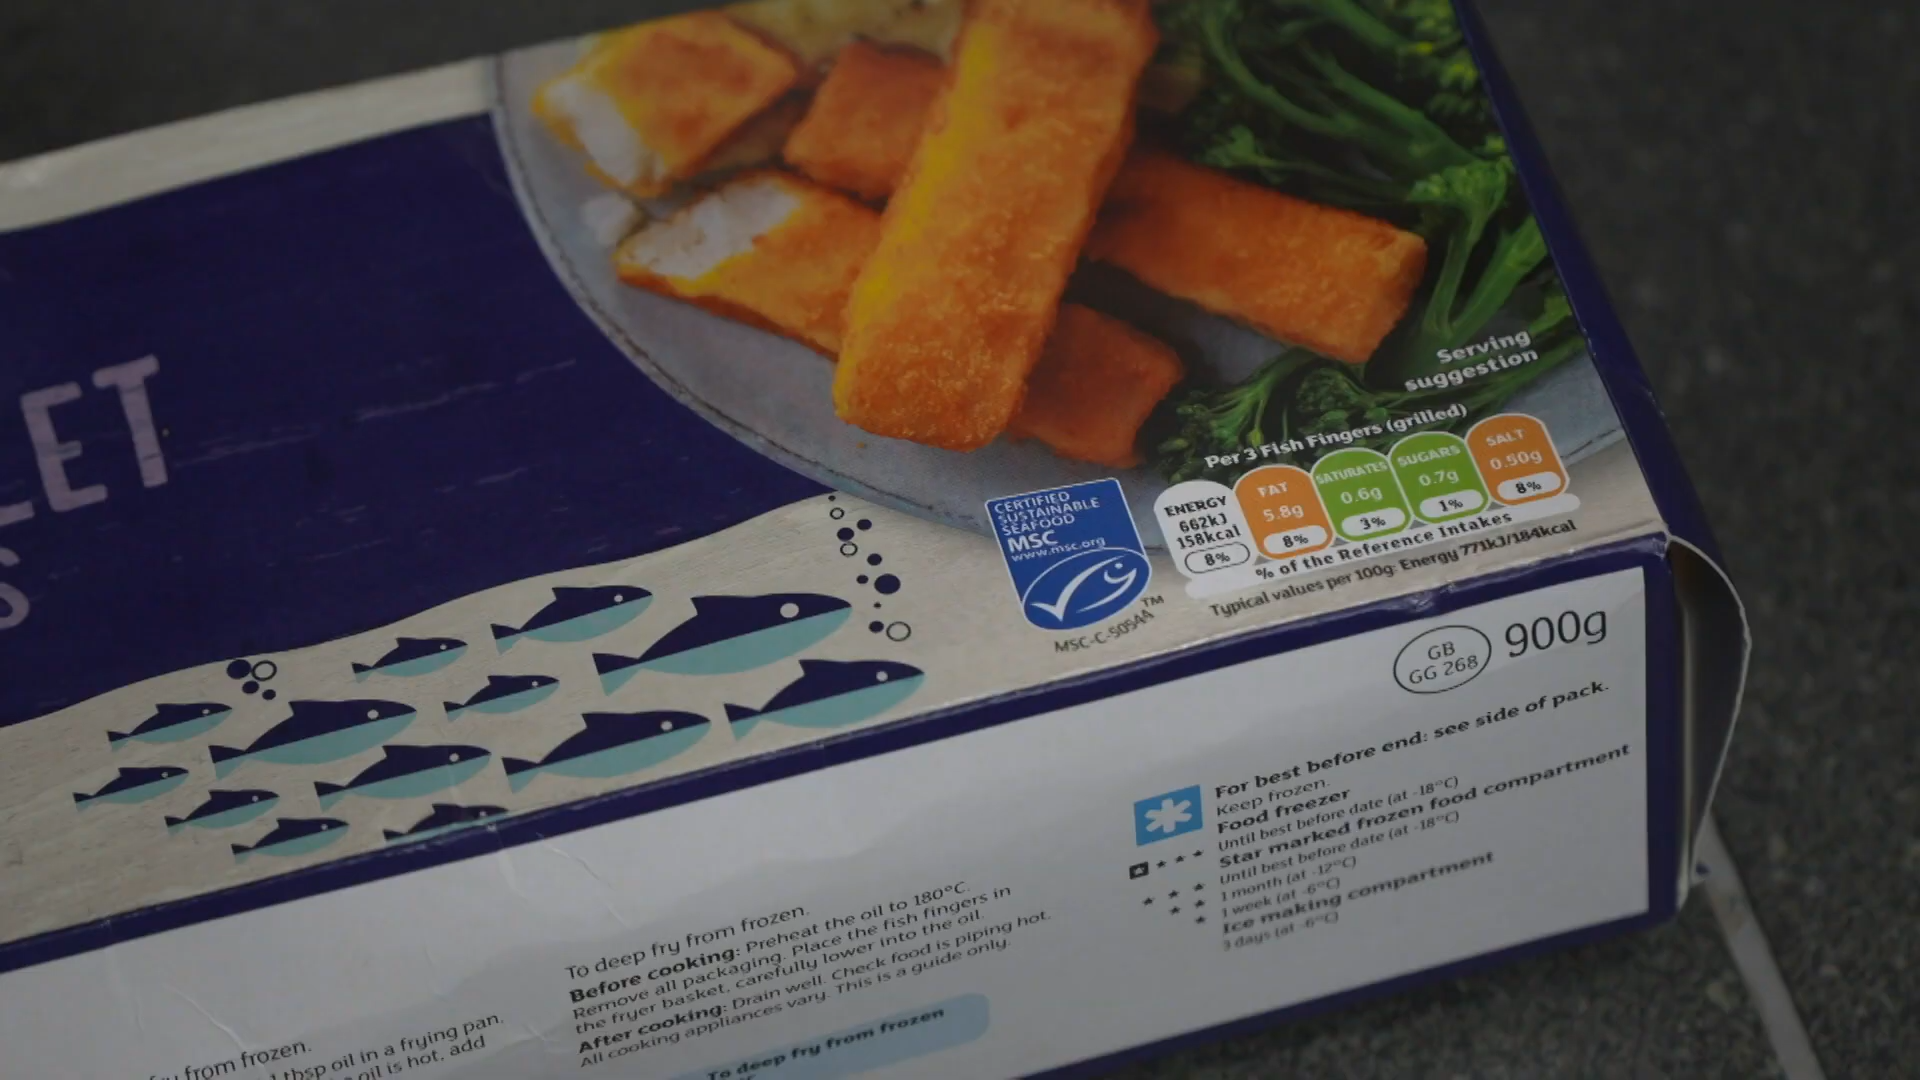 LET
S
Serving
suggestion
Per 3 Fish Fingers (grilled)
ENERGY
662kJ
158kcal
8%
FAT
5.8g
8%
SATURATES
0.6g
3%
SUGARS
0.7g
1%
SALT
0.50g
8%
% of the Reference Intakes
Typical values per 100g: Energy 771kJ/184kcal
CERTIFIED
SUSTAINABLE
SEAFOOD
MSC
www.msc.org
TM
MSC-C-50544
GB
GG 268
900g
For best before end: see side of pack.
Keep frozen.
Food freezer
Until best before date (at -18°C)
Star marked frozen food compartment
Until best before date (at -18°C)
1 month (at -12°C)
1 week (at -6°C)
Ice making compartment
3 days (at -6°C)
To deep fry from frozen.
Before cooking: Preheat the oil to 180°C.
Remove all packaging. Place the fish fingers in
the fryer basket, carefully lower into the oil.
After cooking: Drain well. Check food is piping hot.
All cooking appliances vary. This is a guide only.
To deep fry from frozen
from frozen.
1 tbsp oil in a frying pan.
oil is hot, add